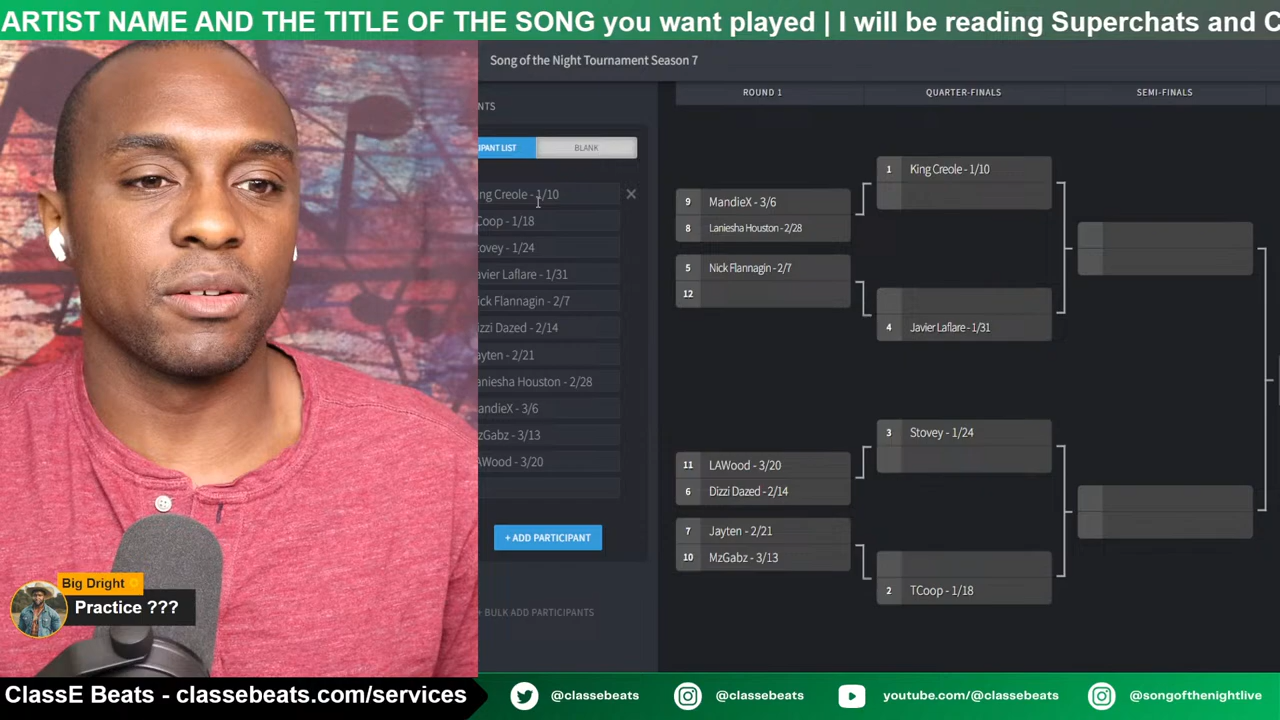 ARTIST NAME AND THE TITLE OF THE SONG you want played | I will be reading Superchats and C
Song of the Night Tournament Season 7
NTS
IPANT LIST
BLANK
ng Creole - 1/10
Coop - 1/18
tovey - 1/24
avier Laflare - 1/31
ick Flannagin - 2/7
izzi Dazed - 2/14
ayten - 2/21
aniesha Houston - 2/28
andieX - 3/6
zGabz - 3/13
AWood - 3/20
+ ADD PARTICIPANT
+ BULK ADD PARTICIPANTS
ROUND 1
QUARTER-FINALS
SEMI-FINALS
1 King Creole - 1/10
9 MandieX - 3/6
8 Laniesha Houston - 2/28
5 Nick Flannagin - 2/7
12
4 Javier Laflare - 1/31
3 Stovey - 1/24
11 LAWood - 3/20
6 Dizzi Dazed - 2/14
7 Jayten - 2/21
10 MzGabz - 3/13
2 TCoop - 1/18
Big Dright
Practice ???
ClassE Beats - classebeats.com/services
@classebeats
@classebeats
youtube.com/@classebeats
@songofthenightlive